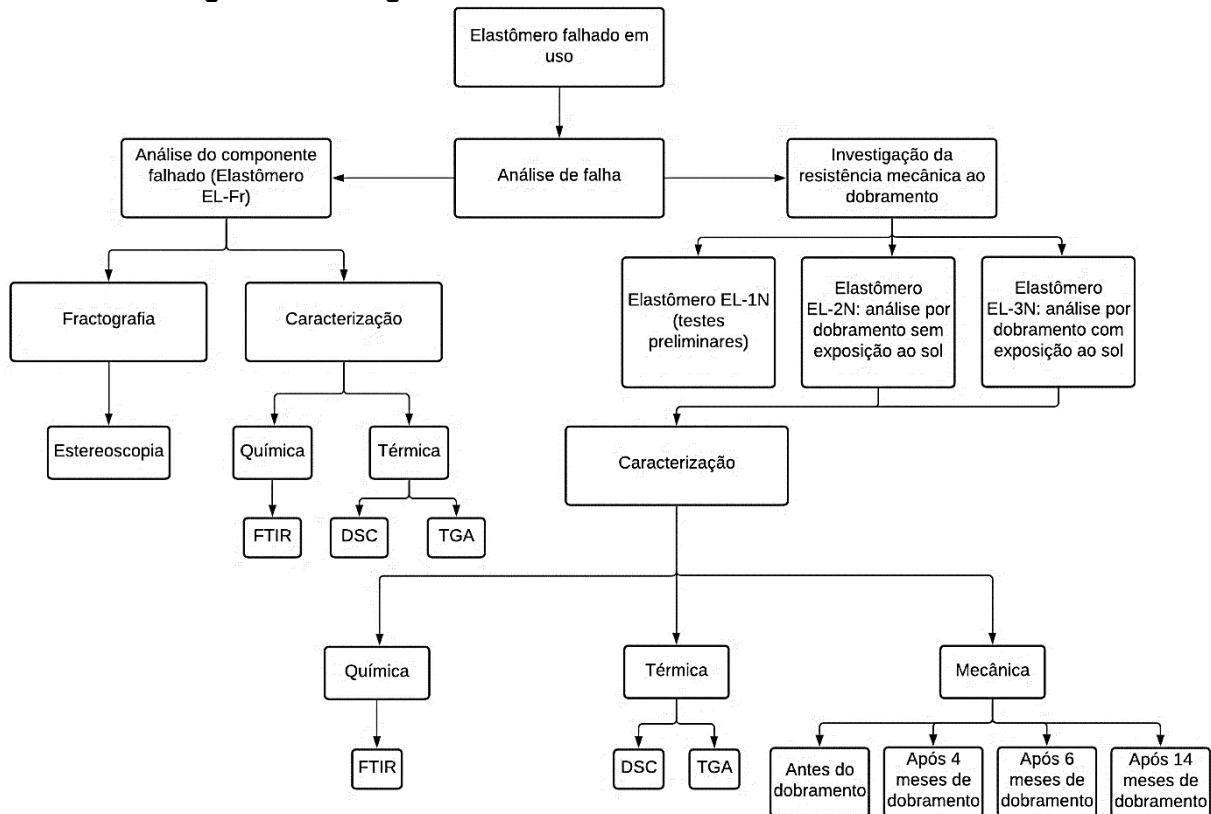 Elastômero falhado em
uso
Análise do componente
falhado (Elastômero
EL-Fr)
Análise de falha
Investigação da
resistência mecânica ao
dobramento
Fractografia
Caracterização
Elastômero EL-1N
(testes
preliminares)
Elastômero
EL-2N: análise por
dobramento sem
exposição ao sol
Elastômero
EL-3N: análise por
dobramento com
exposição ao sol
Estereoscopia
Química
Térmica
Caracterização
FTIR
DSC
TGA
Química
Térmica
Mecânica
FTIR
DSC
TGA
Antes do
dobramento
Após 4
meses de
dobramento
Após 6
meses de
dobramento
Após 14
meses de
dobramento